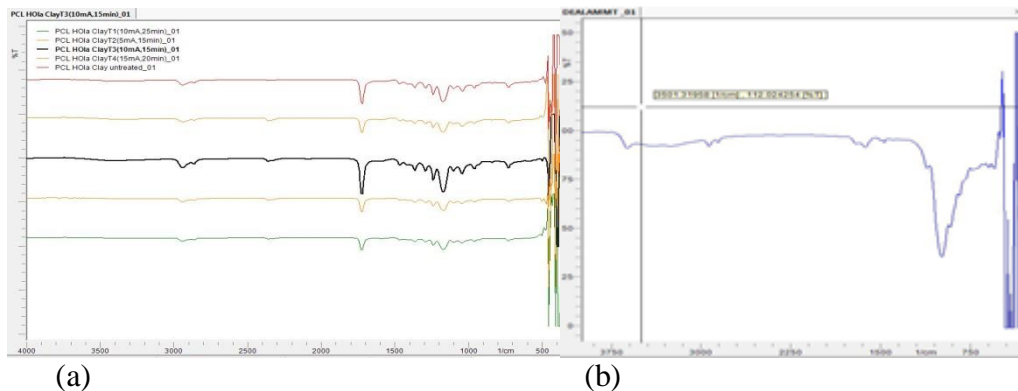 PCL HOla ClayT3(10mA,15min)_01
%T
PCL HOla ClayT1(10mA,25min)_01
PCL HOla ClayT2(5mA,15min)_01
PCL HOla ClayT3(10mA,15min)_01
PCL HOla ClayT4(15mA,20min)_01
PCL HOla Clay untreated_01
4000 3500 3000 2500 2000 1500 1/cm 500
(a)
DEALAMMT _01
%T
3501.31958 [1/cm] , 112.024254 [%T]
25
00
75
50
25
0
3750 3000 2250 1500 1/cm 750
(b)